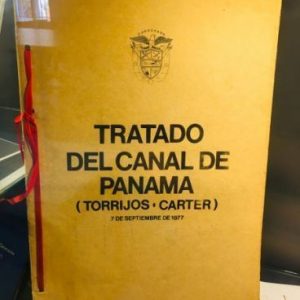 TRATADO
DEL CANAL DE
PANAMA
(TORRIJOS - CARTER)
7 DE SEPTIEMBRE DE 1977